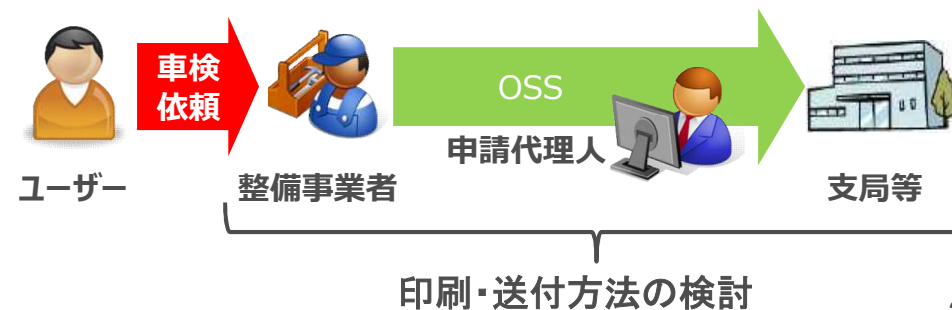 車検
依頼
OSS
申請代理人
ユーザー
整備事業者
支局等
印刷・送付方法の検討